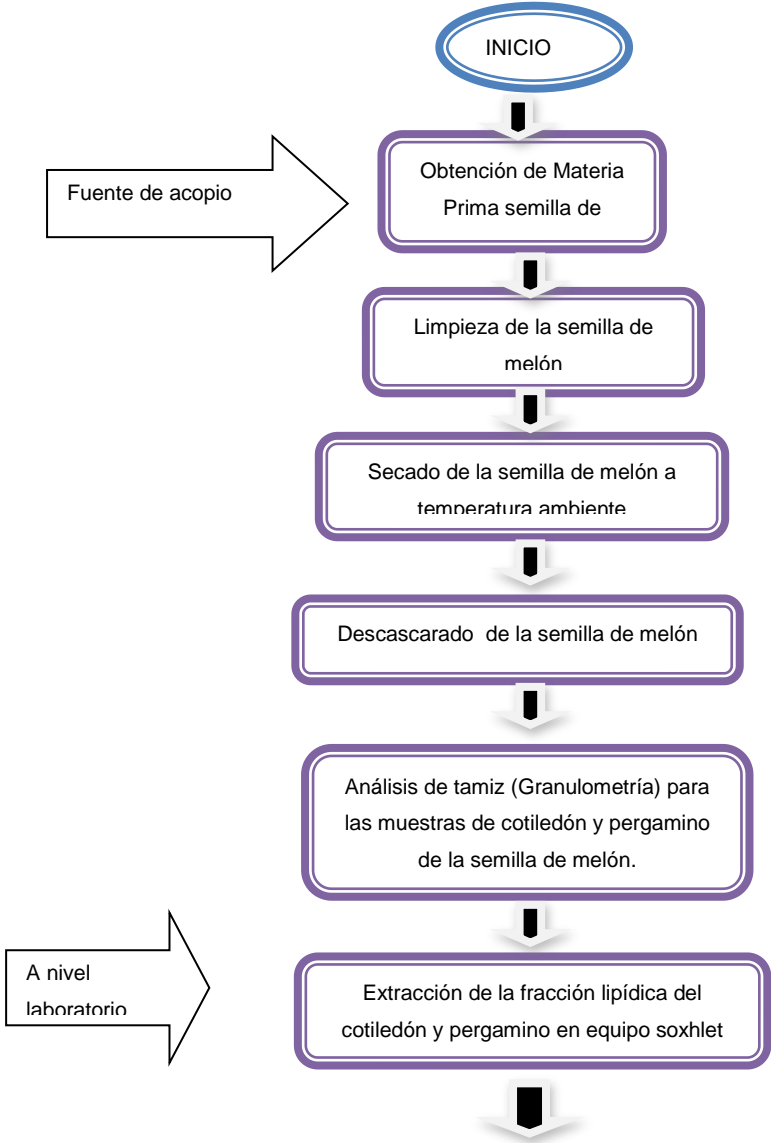 INICIO
Fuente de acopio
Obtención de Materia
Prima semilla de
Limpieza de la semilla de
melón
Secado de la semilla de melón a
temperatura ambiente
Descascarado de la semilla de melón
Análisis de tamiz (Granulometría) para
las muestras de cotiledón y pergamino
de la semilla de melón.
A nivel
laboratorio
Extracción de la fracción lipídica del
cotiledón y pergamino en equipo soxhlet